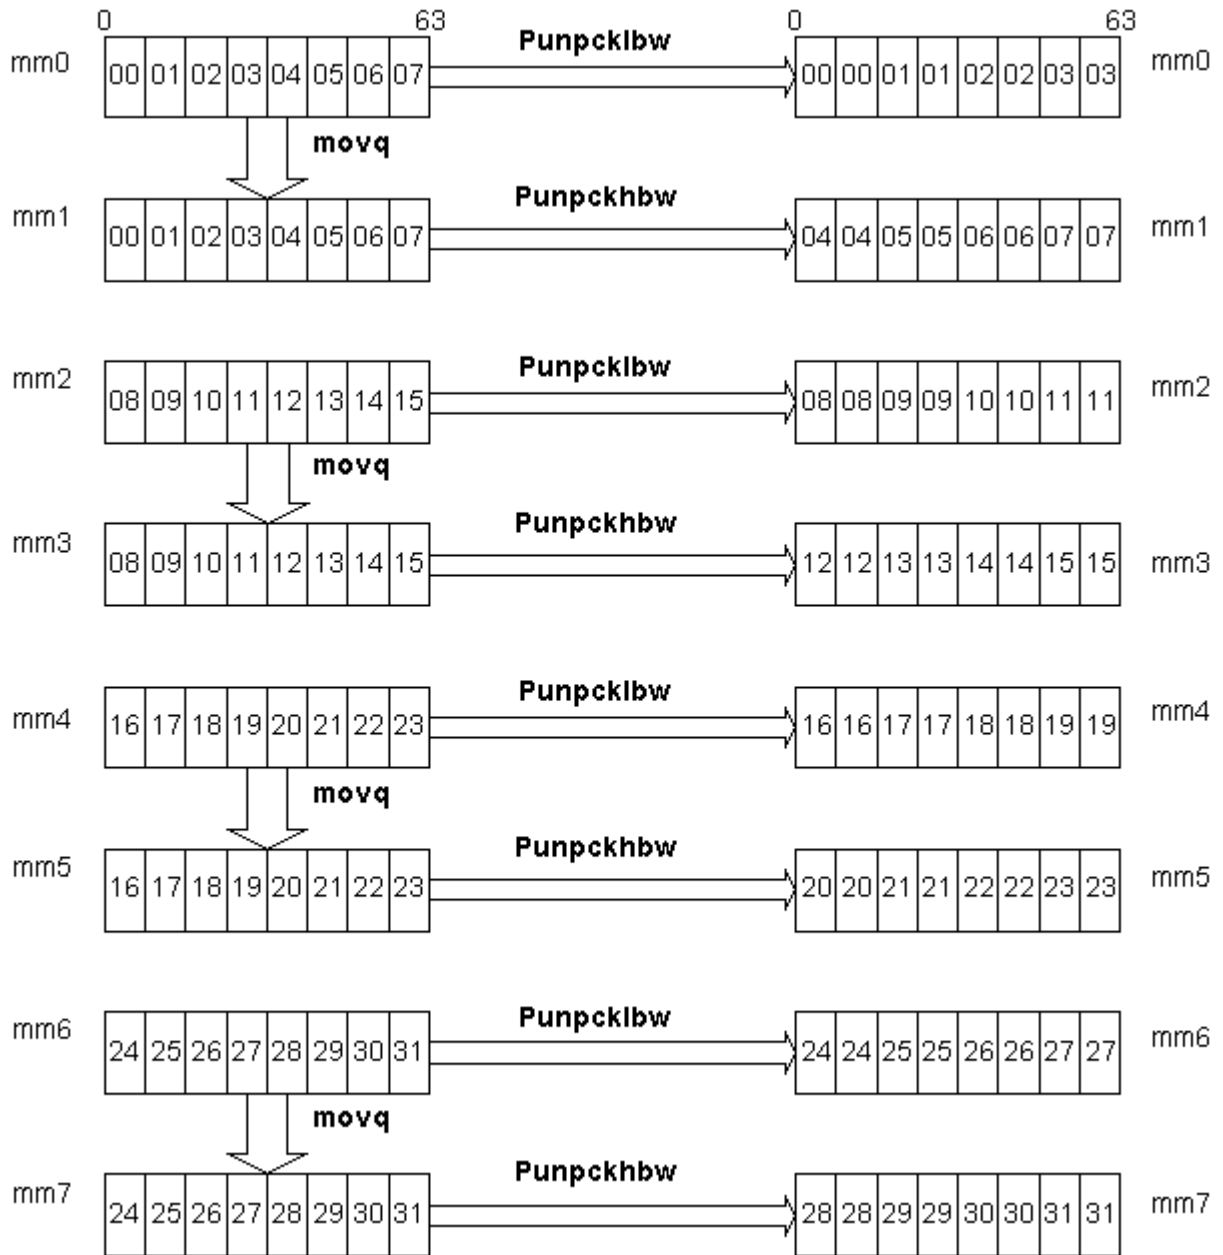 0 63 0 63
mm0 00 01 02 03 04 05 06 07 Punpcklbw 00 00 01 01 02 02 03 03 mm0
movq
mm1 00 01 02 03 04 05 06 07 Punpckhbw 04 04 05 05 06 06 07 07 mm1
mm2 08 09 10 11 12 13 14 15 Punpcklbw 08 08 09 09 10 10 11 11 mm2
movq
mm3 08 09 10 11 12 13 14 15 Punpckhbw 12 12 13 13 14 14 15 15 mm3
mm4 16 17 18 19 20 21 22 23 Punpcklbw 16 16 17 17 18 18 19 19 mm4
movq
mm5 16 17 18 19 20 21 22 23 Punpckhbw 20 20 21 21 22 22 23 23 mm5
mm6 24 25 26 27 28 29 30 31 Punpcklbw 24 24 25 25 26 26 27 27 mm6
movq
mm7 24 25 26 27 28 29 30 31 Punpckhbw 28 28 29 29 30 30 31 31 mm7